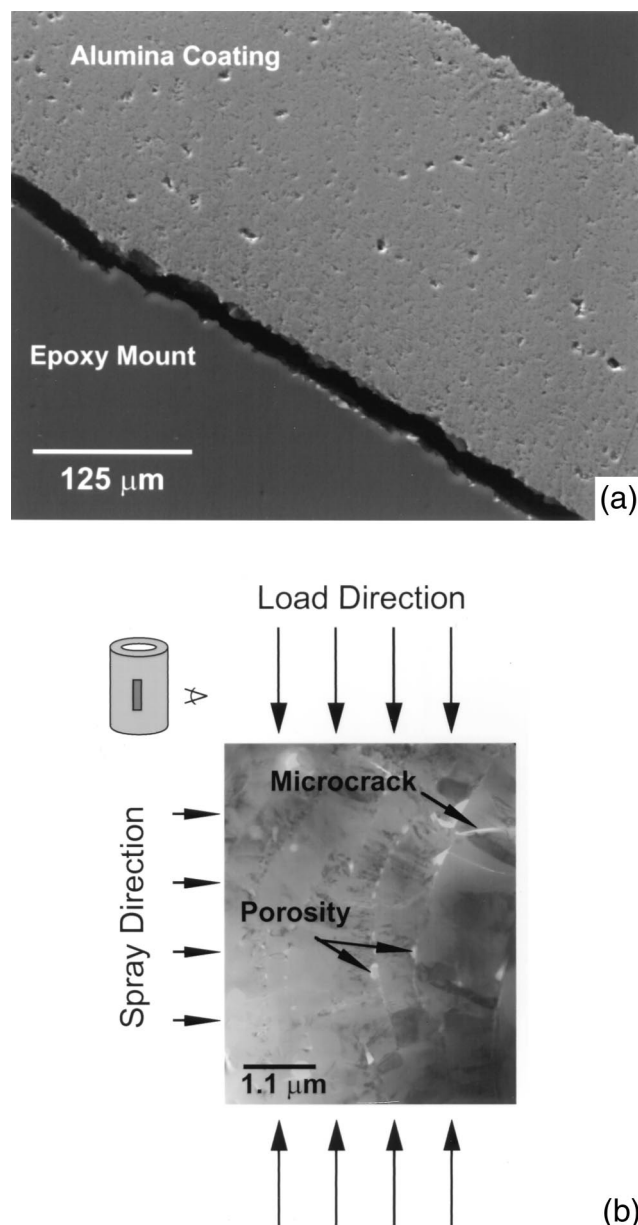 Alumina Coating
Epoxy Mount
125 μm
(a)
Load Direction
Microcrack
Spray Direction
Porosity
1.1 μm
(b)